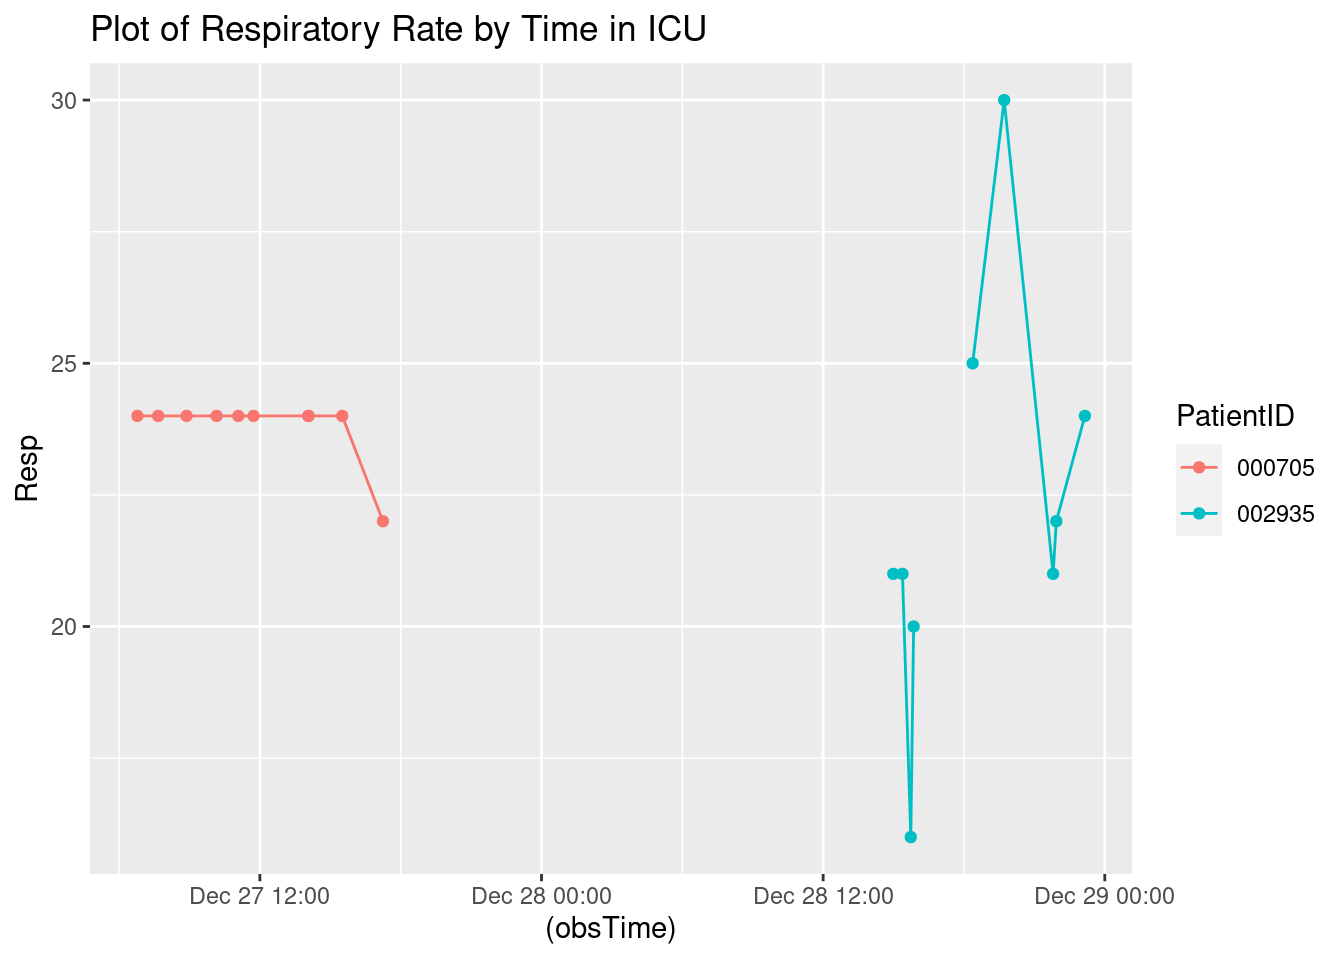 Plot of Respiratory Rate by Time in ICU
30
25
20
Resp
Dec 27 12:00
Dec 28 00:00
Dec 28 12:00
Dec 29 00:00
(obsTime)
PatientID
000705
002935